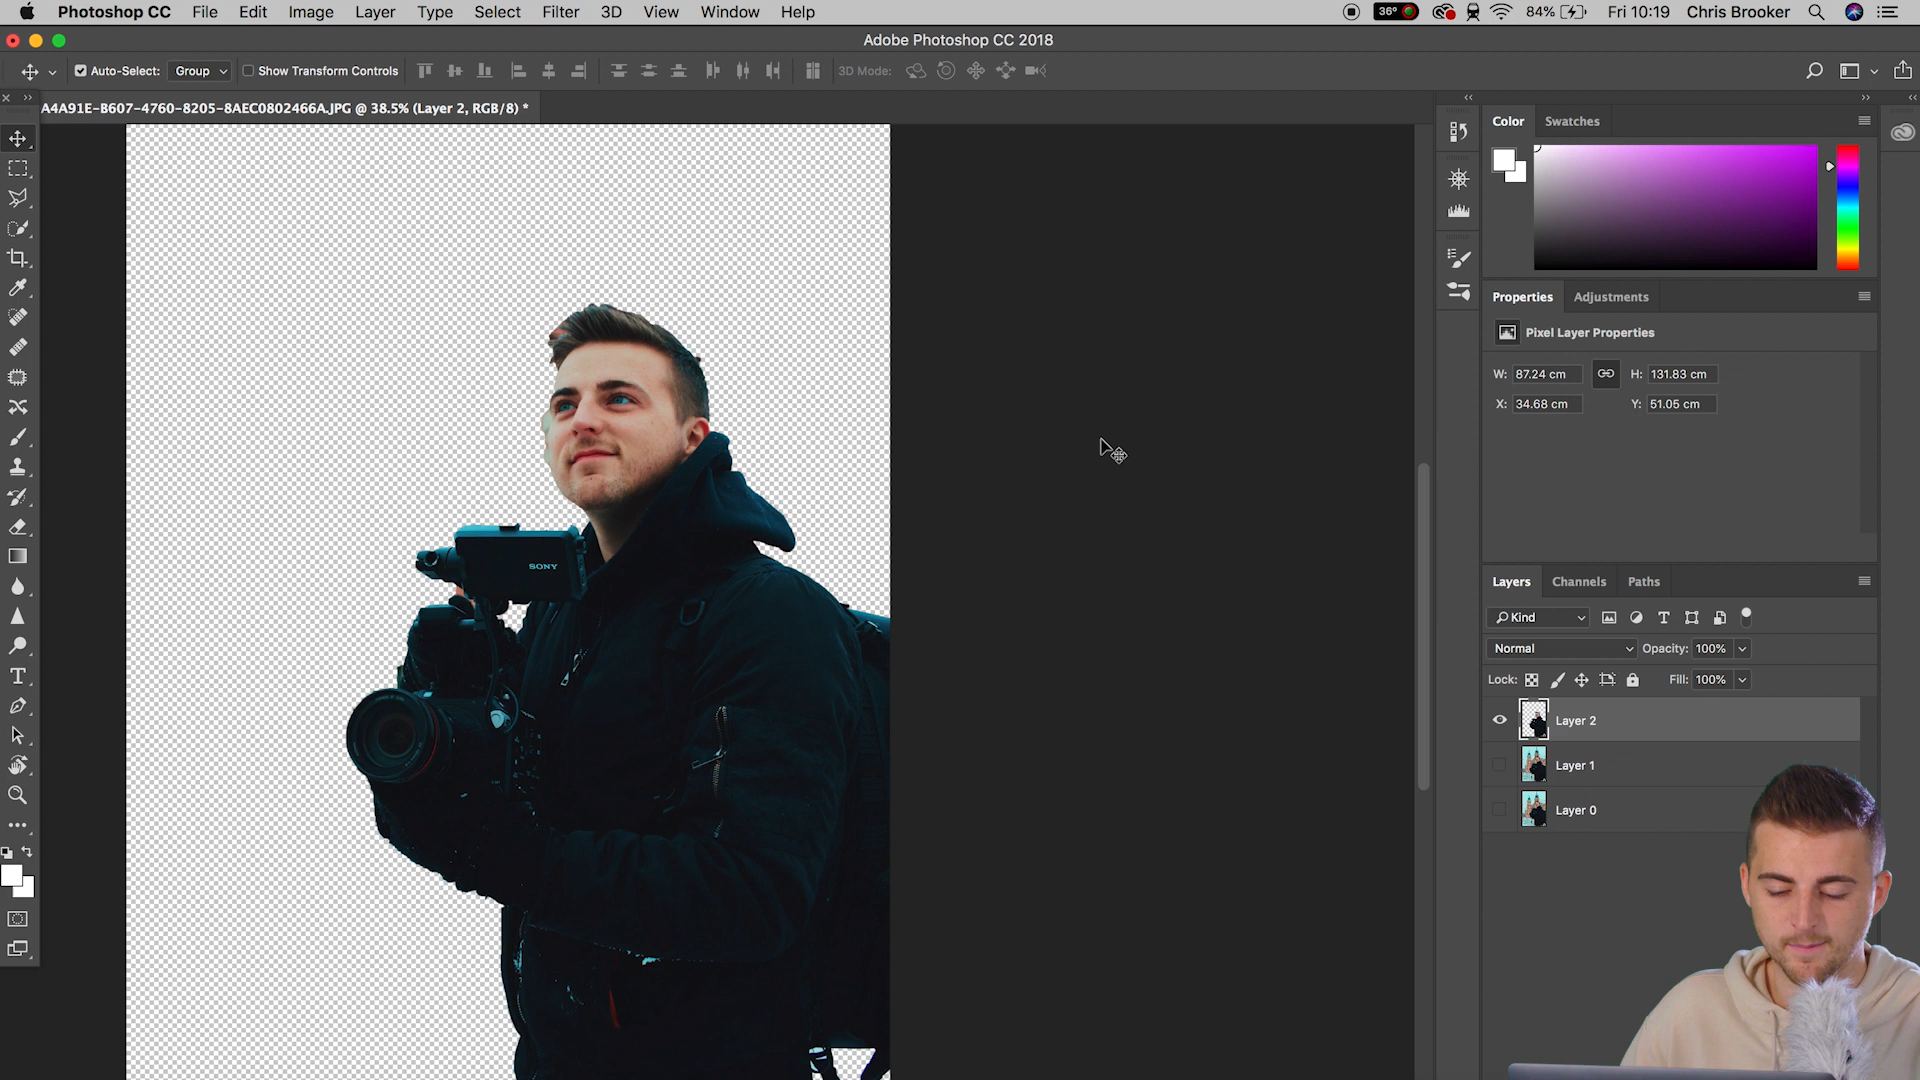 Photoshop CC File Edit Image Layer Type Select Filter 3D View Window Help 36° 84% Fri 10:19 Chris Brooker
Adobe Photoshop CC 2018
Auto-Select: Group Show Transform Controls 3D Mode:
A4A91E-B607-4760-8205-8AEC0802466A.JPG @ 38.5% (Layer 2, RGB/8) *
Color Swatches
Properties Adjustments
Pixel Layer Properties
W: 87.24 cm H: 131.83 cm
X: 34.68 cm Y: 51.05 cm
SONY
Layers Channels Paths
Kind
Normal Opacity: 100%
Lock: Fill: 100%
Layer 2
Layer 1
Layer 0